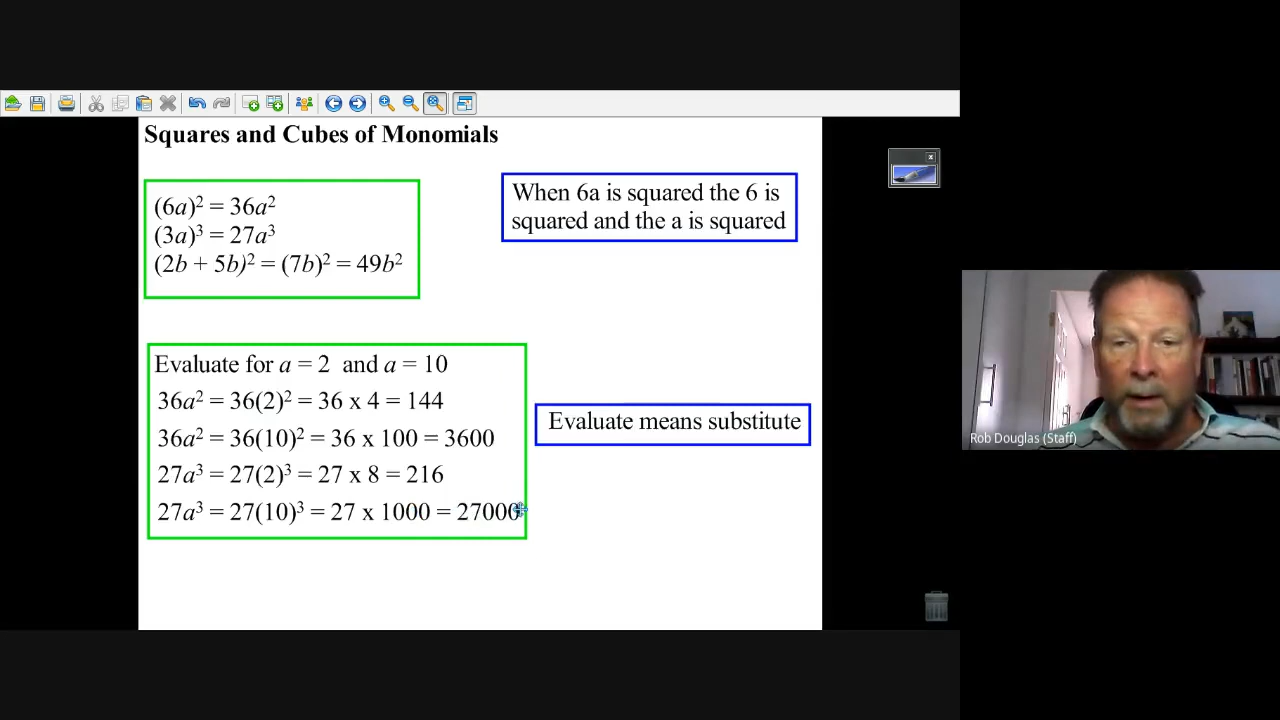 Squares and Cubes of Monomials
(6a)² = 36a²
(3a)³ = 27a³
(2b + 5b)² = (7b)² = 49b²
When 6a is squared the 6 is
squared and the a is squared
Evaluate for a = 2 and a = 10
36a² = 36(2)² = 36 x 4 = 144
36a² = 36(10)² = 36 x 100 = 3600
27a³ = 27(2)³ = 27 x 8 = 216
27a³ = 27(10)³ = 27 x 1000 = 27000
Evaluate means substitute
x
Rob Douglas (Staff)